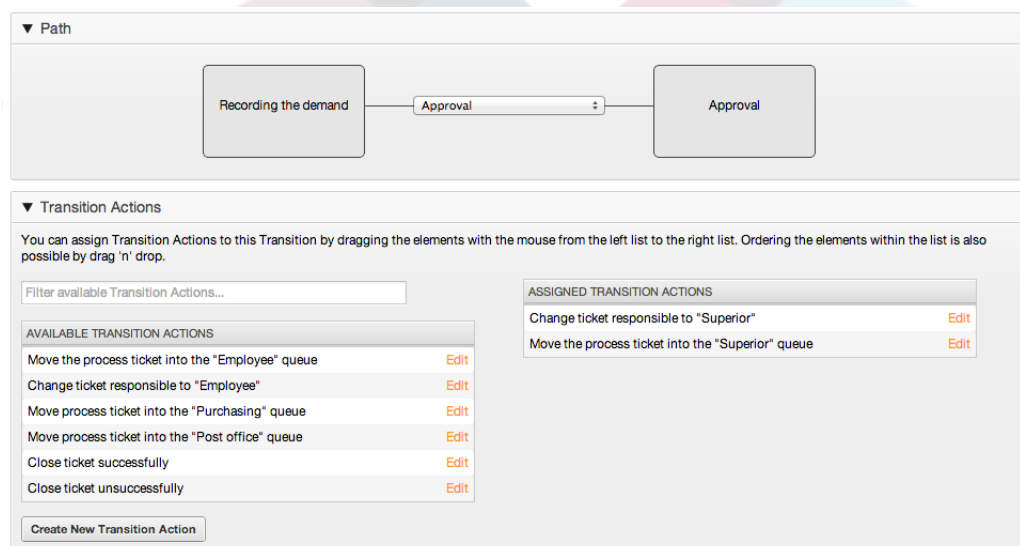 Path
Recording the demand
Approval
Approval
Transition Actions
You can assign Transition Actions to this Transition by dragging the elements with the mouse from the left list to the right list. Ordering the elements within the list is also
possible by drag 'n' drop.
Filter available Transition Actions...
AVAILABLE TRANSITION ACTIONS
Move the process ticket into the "Employee" queue Edit
Change ticket responsible to "Employee" Edit
Move process ticket into the "Purchasing" queue Edit
Move process ticket into the "Post office" queue Edit
Close ticket successfully Edit
Close ticket unsuccessfully Edit
Create New Transition Action
ASSIGNED TRANSITION ACTIONS
Change ticket responsible to "Superior" Edit
Move the process ticket into the "Superior" queue Edit